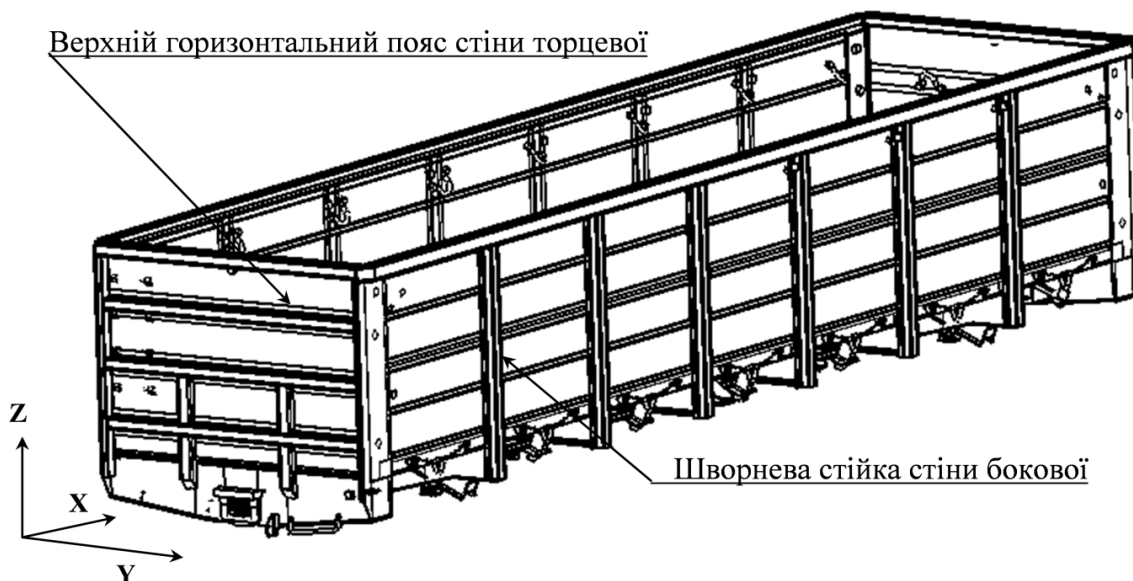 Верхній горизонтальний пояс стіни торцевої
Z
Шворнева стійка стіни бокової
X
Y